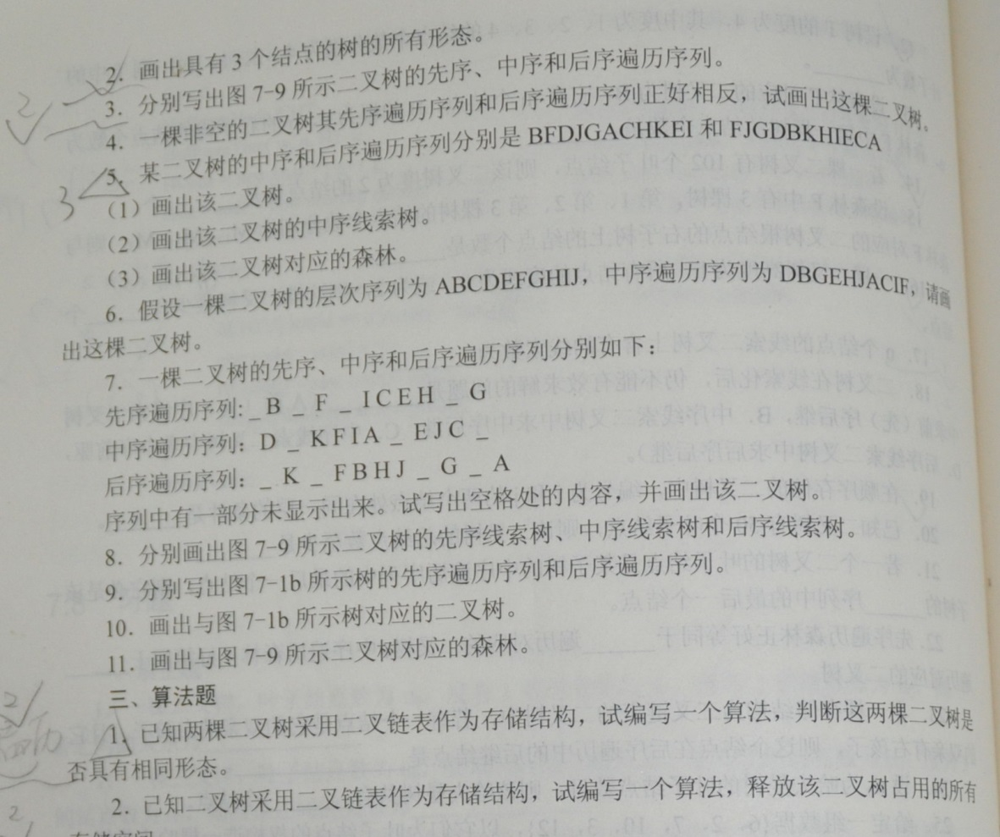 2. 画出具有 3 个结点的树的所有形态。
3. 分别写出图 7-9 所示二叉树的先序、中序和后序遍历序列。
4. 一棵非空的二叉树其先序遍历序列和后序遍历序列正好相反，试画出这棵二叉树。
5. 某二叉树的中序和后序遍历序列分别是 BFDJGACHKEI 和 FJGDBKHIECA
（1）画出该二叉树。
（2）画出该二叉树的中序线索树。
（3）画出该二叉树对应的森林。
6. 假设一棵二叉树的层次序列为 ABCDEFGHIJ，中序遍历序列为 DBGEHJACIF，请画
出这棵二叉树。
7. 一棵二叉树的先序、中序和后序遍历序列分别如下：
先序遍历序列: _ B _ F _ I C E H _ G
中序遍历序列：D _ K F I A _ E J C _
后序遍历序列：_ K _ F B H J _ G _ A
序列中有一部分未显示出来。试写出空格处的内容，并画出该二叉树。
8. 分别画出图 7-9 所示二叉树的先序线索树、中序线索树和后序线索树。
9. 分别写出图 7-1b 所示树的先序遍历序列和后序遍历序列。
10. 画出与图 7-1b 所示树对应的二叉树。
11. 画出与图 7-9 所示二叉树对应的森林。
三、算法题
1. 已知两棵二叉树采用二叉链表作为存储结构，试编写一个算法，判断这两棵二叉树是
否具有相同形态。
2. 已知二叉树采用二叉链表作为存储结构，试编写一个算法，释放该二叉树占用的所有